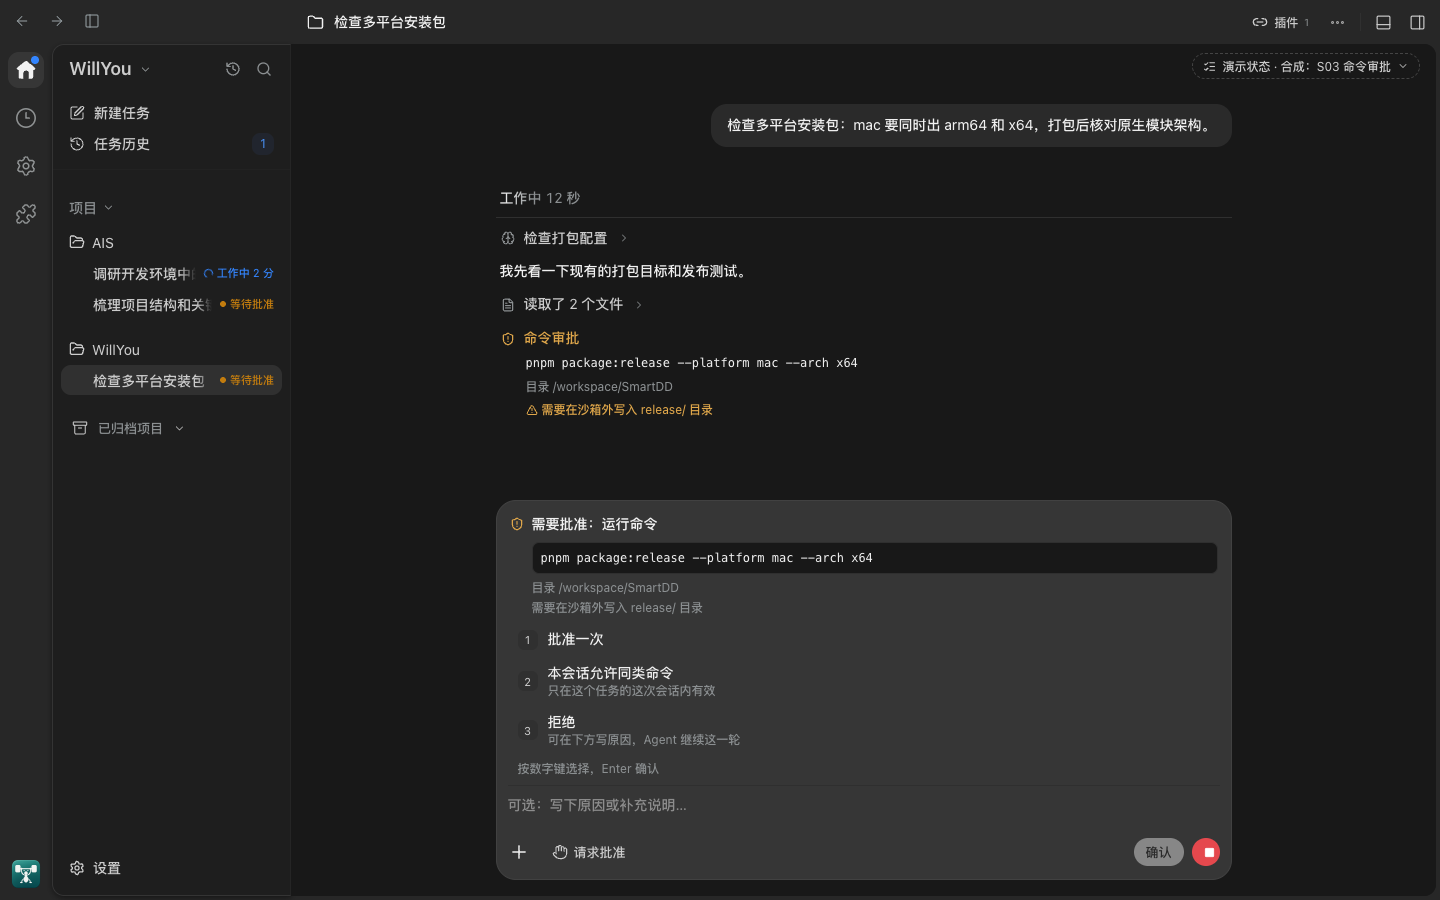 检查多平台安装包
插件 1
WillYou
演示状态 · 合成：S03 命令审批
新建任务
任务历史 1
检查多平台安装包：mac 要同时出 arm64 和 x64，打包后核对原生模块架构。
项目
AIS
调研开发环境中 工作中 2 分
梳理项目结构和关 等待批准
WillYou
检查多平台安装包 等待批准
已归档项目
设置
工作中 12 秒
检查打包配置
我先看一下现有的打包目标和发布测试。
读取了 2 个文件
命令审批
pnpm package:release --platform mac --arch x64
目录 /workspace/SmartDD
需要在沙箱外写入 release/ 目录
需要批准：运行命令
pnpm package:release --platform mac --arch x64
目录 /workspace/SmartDD
需要在沙箱外写入 release/ 目录
1 批准一次
2 本会话允许同类命令
只在这个任务的这次会话内有效
3 拒绝
可在下方写原因，Agent 继续这一轮
按数字键选择，Enter 确认
可选：写下原因或补充说明...
请求批准
确认